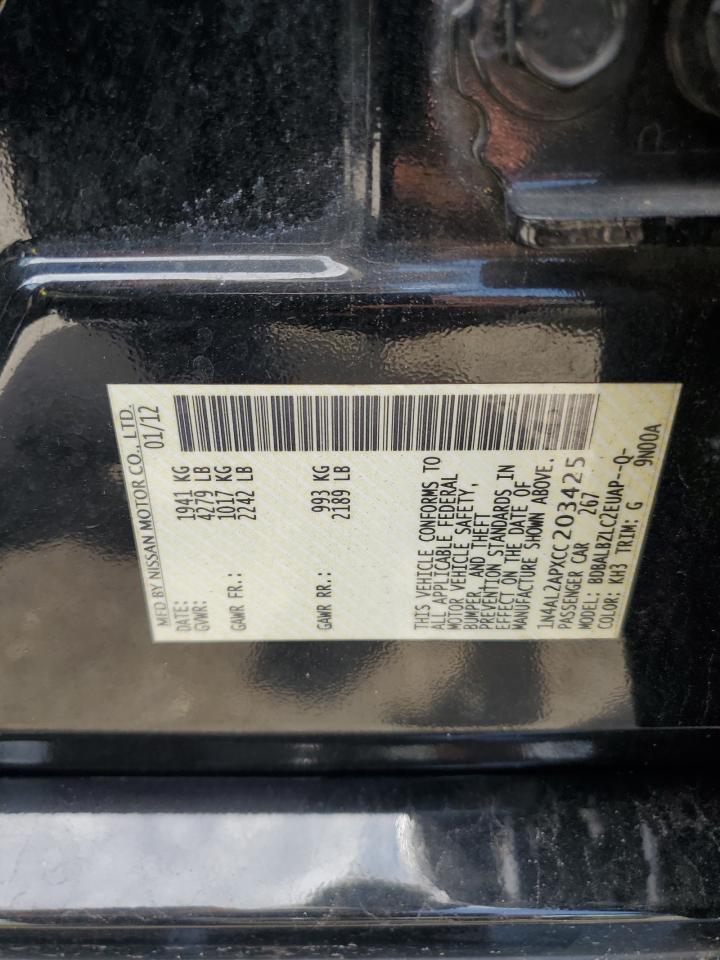 MFD BY NISSAN MOTOR CO., LTD.
DATE: 01/12
GVWR: 1941 KG
4279 LB
GAWR FR.: 1017 KG
2242 LB
GAWR RR.: 993 KG
2189 LB
THIS VEHICLE CONFORMS TO
ALL APPLICABLE FEDERAL
MOTOR VEHICLE SAFETY,
BUMPER, AND THEFT
PREVENTION STANDARDS IN
EFFECT ON THE DATE OF
MANUFACTURE SHOWN ABOVE.
1N4AL2APXCC203425
PASSENGER CAR 267
MODEL: BDBALBZLC2EUAP--Q-
COLOR: KH3 TRIM: G 9N00A